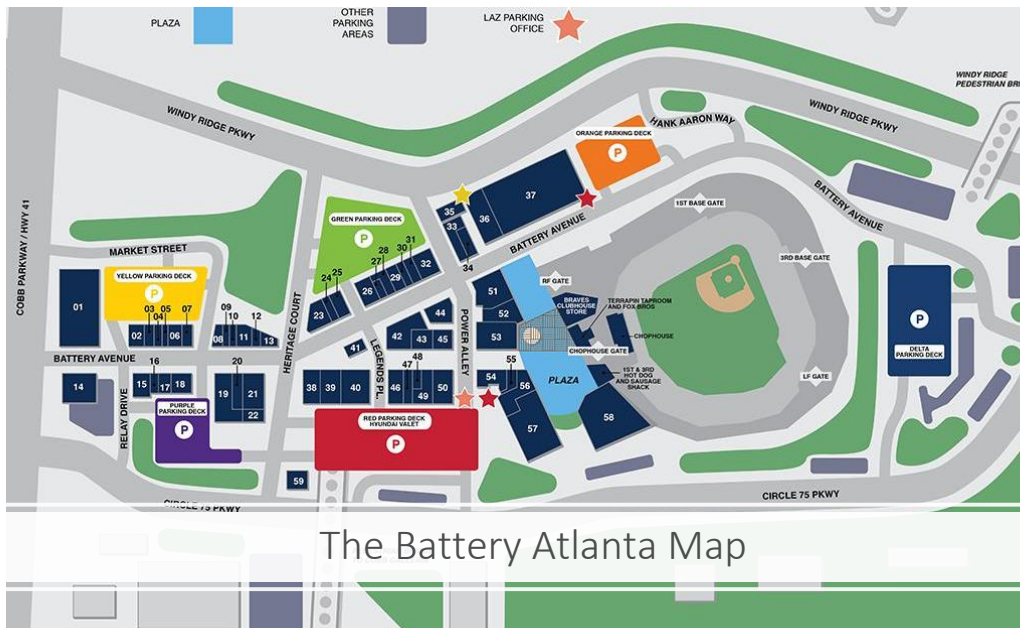 PLAZA
OTHER
PARKING
AREAS
LAZ PARKING
OFFICE
WINDY RIDGE
PEDESTRIAN BRI
WINDY RIDGE PKWY
WINDY RIDGE PKWY
HANK AARON WAY
ORANGE PARKING DECK
P
BATTERY AVENUE
COBB PARKWAY / HWY 41
GREEN PARKING DECK
P
35
33
36
37
34
BATTERY AVENUE
1ST BASE GATE
3RD BASE GATE
MARKET STREET
YELLOW PARKING DECK
P
01
03
04
05
07
02
06
09
10
12
08
11
13
HERITAGE COURT
24
25
23
27
28
30
31
26
29
32
RF GATE
51
52
53
BRAVES
CLUBHOUSE
STORE
TERRAPIN TAPROOM
AND FOX BROS
CHOPHOUSE
CHOPHOUSE GATE
P
DELTA
PARKING DECK
44
42
43
45
41
POWER ALLEY
LEGENDS PL.
BATTERY AVENUE
16
20
14
15
17
18
19
21
22
RELAY DRIVE
PURPLE
PARKING DECK
P
38
39
40
46
47
48
49
50
54
55
56
57
58
PLAZA
1ST & 3RD
HOT DOG
AND SAUSAGE
SHACK
LF GATE
RED PARKING DECK
HYUNDAI VALET
P
59
CIRCLE 75 PKWY
CIRCLE 75 PKWY
The Battery Atlanta Map